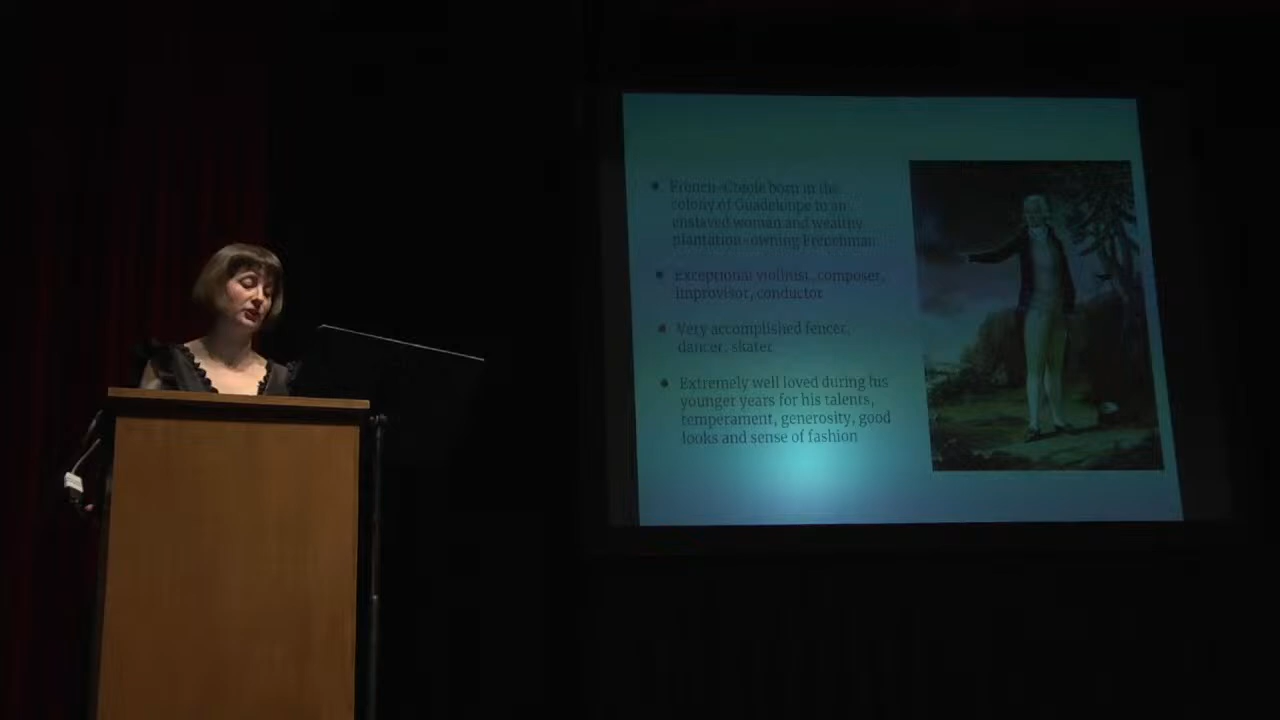 French-Creole born in the
colony of Guadeloupe to an
enslaved woman and wealthy
plantation-owning Frenchman
Exceptional violinist, composer,
improvisor, conductor
Very accomplished fencer,
dancer, skater
Extremely well loved during his
younger years for his talents,
temperament, generosity, good
looks and sense of fashion